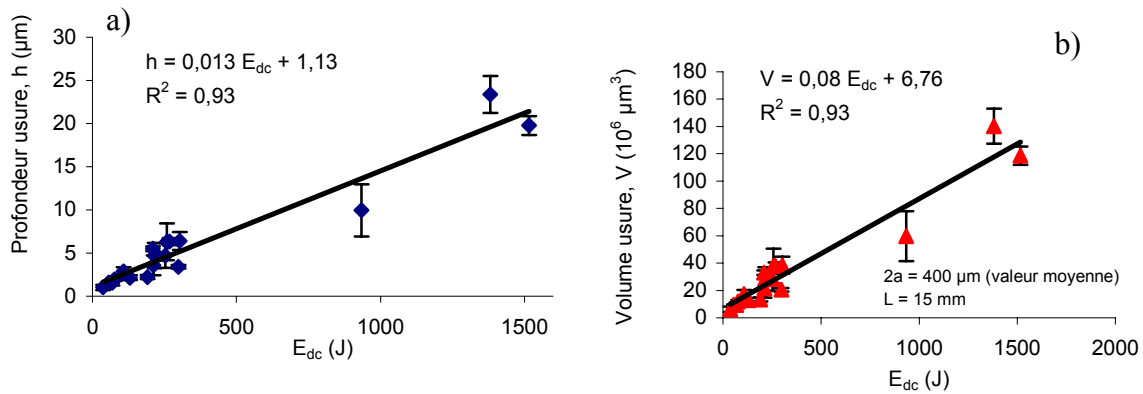 a)
Profondeur usure, h (µm)
30
25
20
15
10
5
0
h = 0,013 E_dc + 1,13
R² = 0,93
0 500 1000 1500
E_dc (J)
b)
Volume usure, V (10⁶ µm³)
180
160
140
120
100
80
60
40
20
0
V = 0,08 E_dc + 6,76
R² = 0,93
2a = 400 µm (valeur moyenne)
L = 15 mm
0 500 1000 1500 2000
E_dc (J)